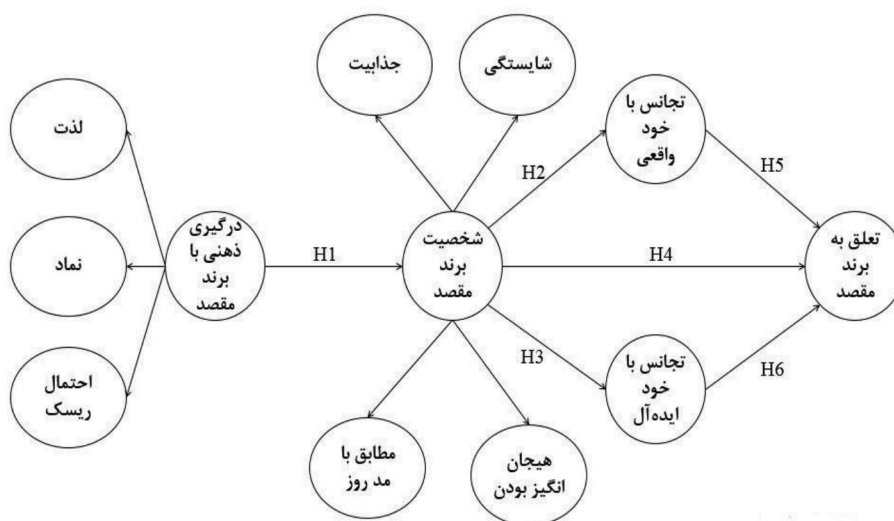 جذابیت
شایستگی
تجانس با
خود
واقعی
لذت
H2
H5
درگیری
ذهنی با
برند
مقصد
شخصیت
برند
مقصد
تعلق به
برند
مقصد
نماد
H1
H4
H3
H6
تجانس با
خود
ایده‌آل
احتمال
ریسک
مطابق با
مد روز
هیجان
انگیز بودن